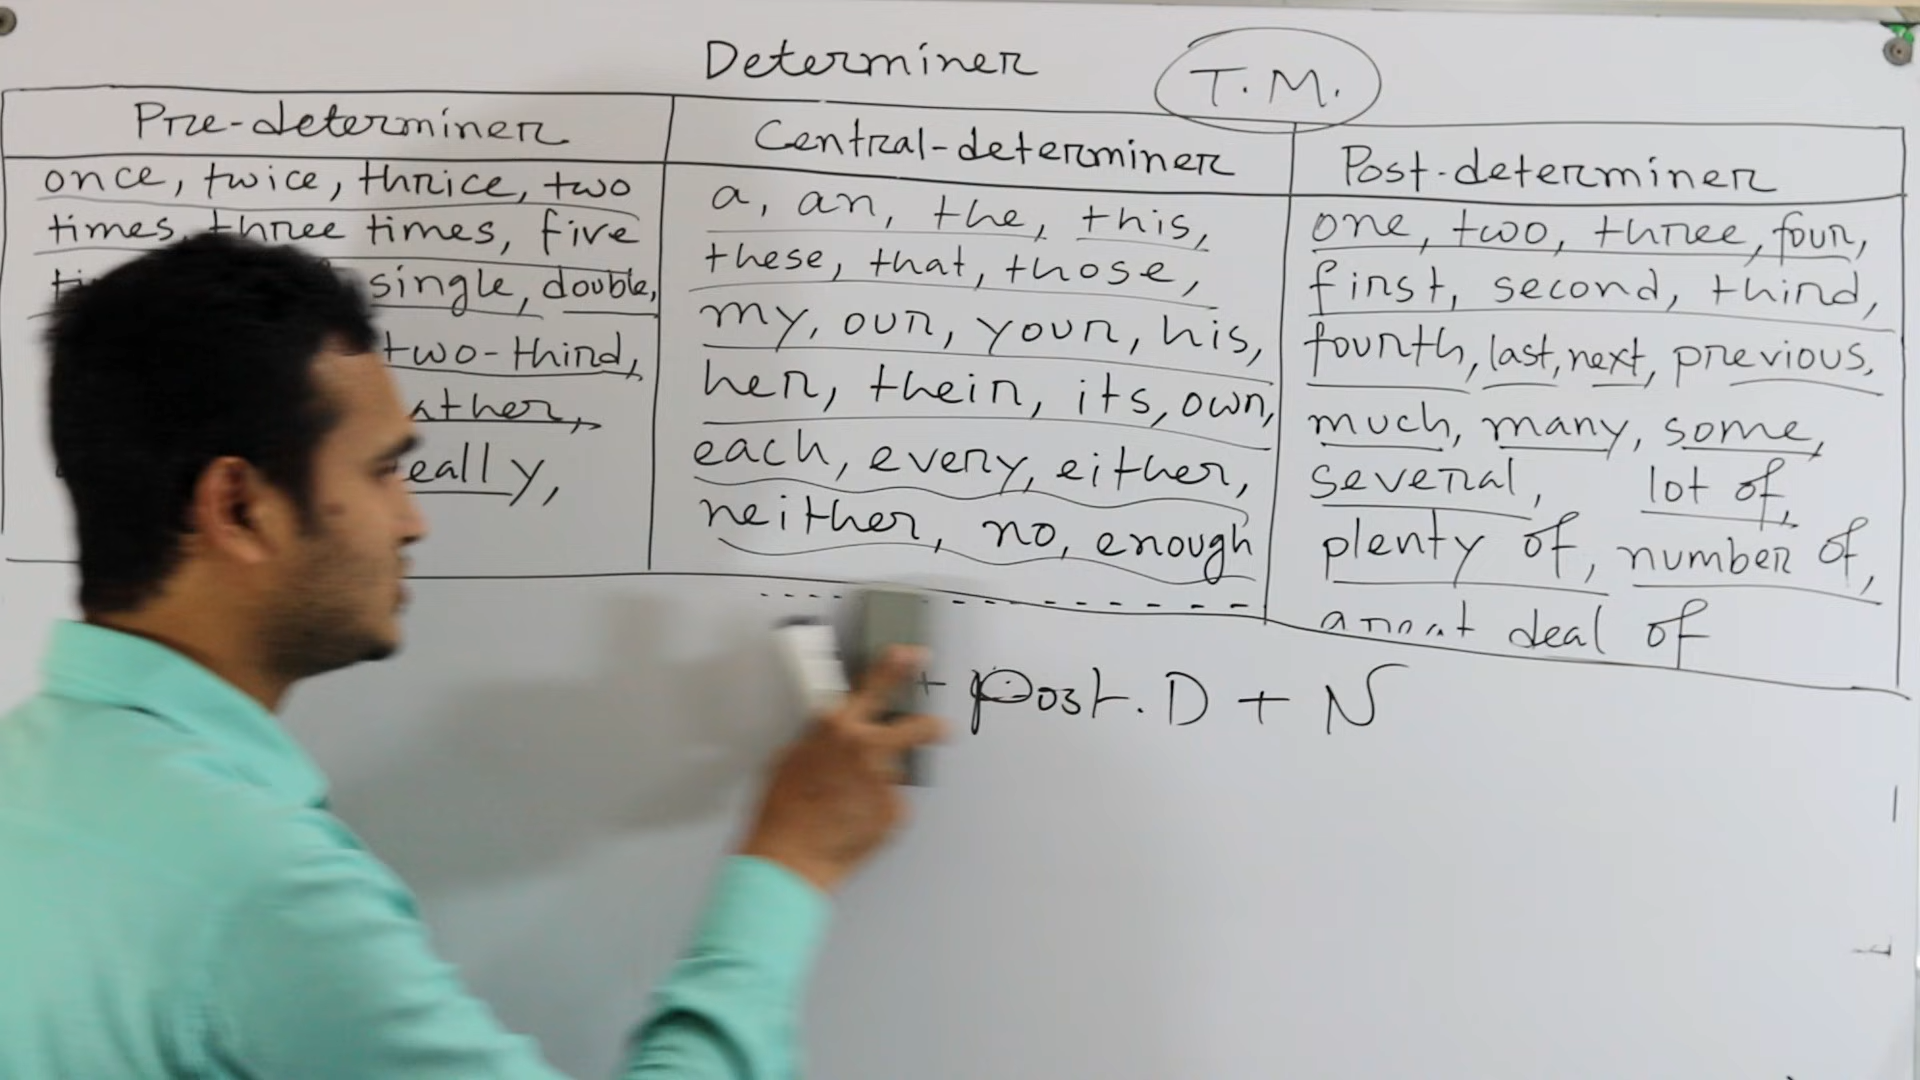 Determiner
T. M.
Pre-determiner
once, twice, thrice, two
times, three times, five
single, double,
two-third,
Central-determiner
a, an, the, this,
these, that, those,
my, our, your, his,
her, their, its, own,
each, every, either,
neither, no, enough
Post-determiner
one, two, three, four,
first, second, third,
fourth, last, next, previous,
much, many, some,
several, lot of,
plenty of, number of,
deal of
+ Post. D + N